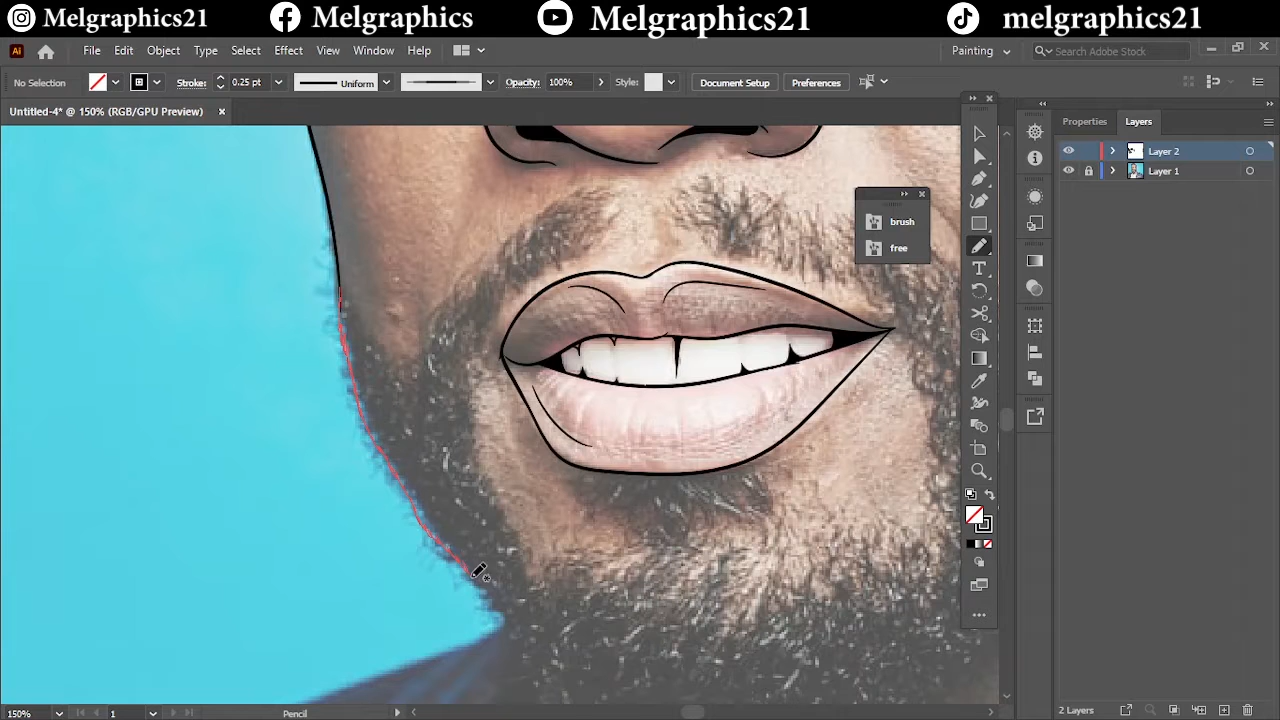 Melgraphics21 Melgraphics Melgraphics21 melgraphics21
Ai File Edit Object Type Select Effect View Window Help Painting Search Adobe Stock
No Selection Stroke: 0.25 pt Uniform Opacity: 100% Style: Document Setup Preferences
Untitled-4* @ 150% (RGB/GPU Preview)
Properties Layers
Layer 2
Layer 1
brush
free
150% 1 Pencil
2 Layers